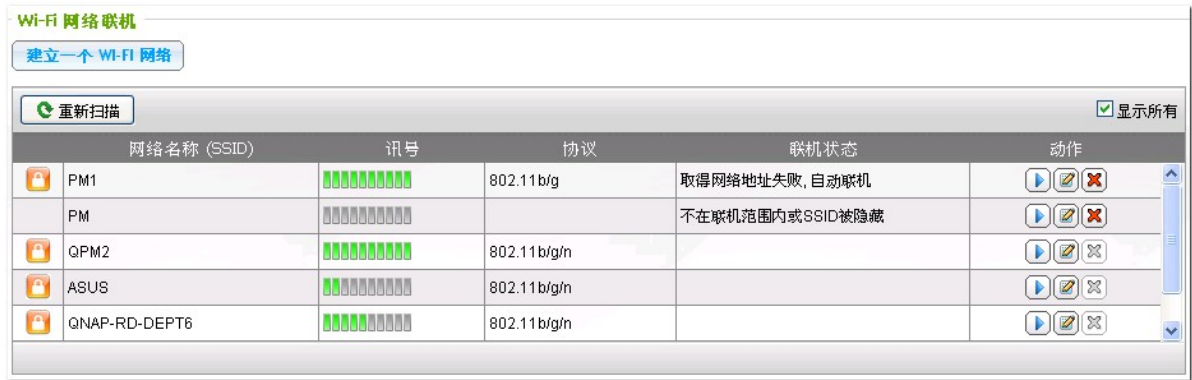 Wi-Fi 网络联机
建立一个 WI-FI 网络
重新扫描 显示所有
网络名称 (SSID) 讯号 协议 联机状态 动作
PM1 802.11b/g 取得网络地址失败, 自动联机
PM 不在联机范围内或SSID被隐藏
QPM2 802.11b/g/n
ASUS 802.11b/g/n
QNAP-RD-DEPT6 802.11b/g/n